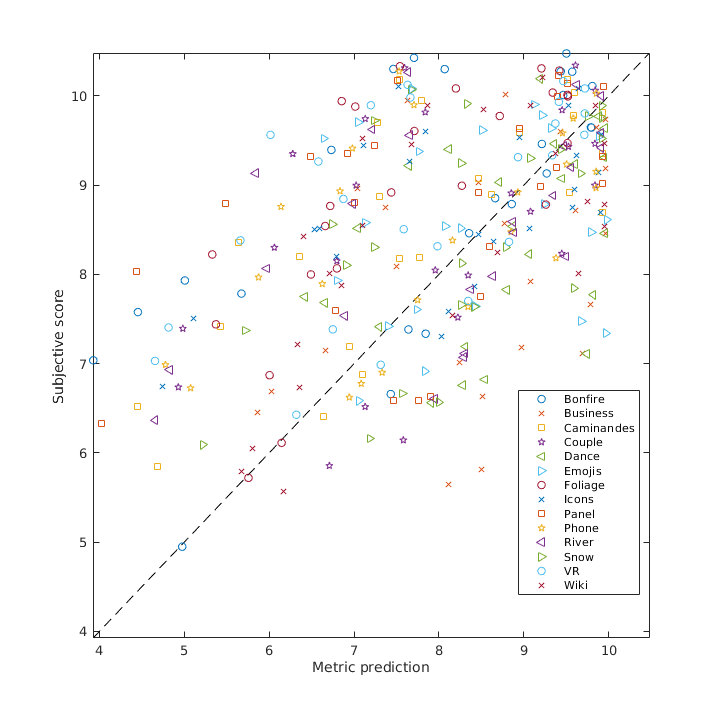 10
9
8
7
6
5
4
Subjective score
4 5 6 7 8 9 10
Metric prediction
Bonfire
Business
Caminandes
Couple
Dance
Emojis
Foliage
Icons
Panel
Phone
River
Snow
VR
Wiki